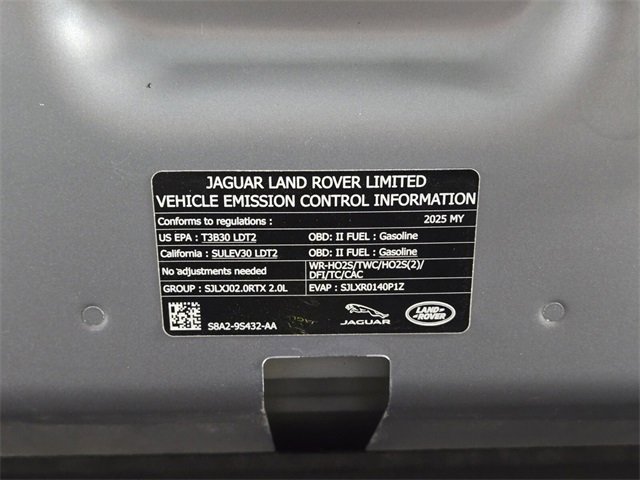 JAGUAR LAND ROVER LIMITED
VEHICLE EMISSION CONTROL INFORMATION
Conforms to regulations : 2025 MY
US EPA : T3B30 LDT2 OBD: II FUEL : Gasoline
California : SULEV30 LDT2 OBD: II FUEL : Gasoline
No adjustments needed WR-HO2S/TWC/HO2S(2)/
DFI/TC/CAC
GROUP : SJLXJ02.0RTX 2.0L EVAP : SJLXR0140P1Z
S8A2-9S432-AA JAGUAR LAND ROVER